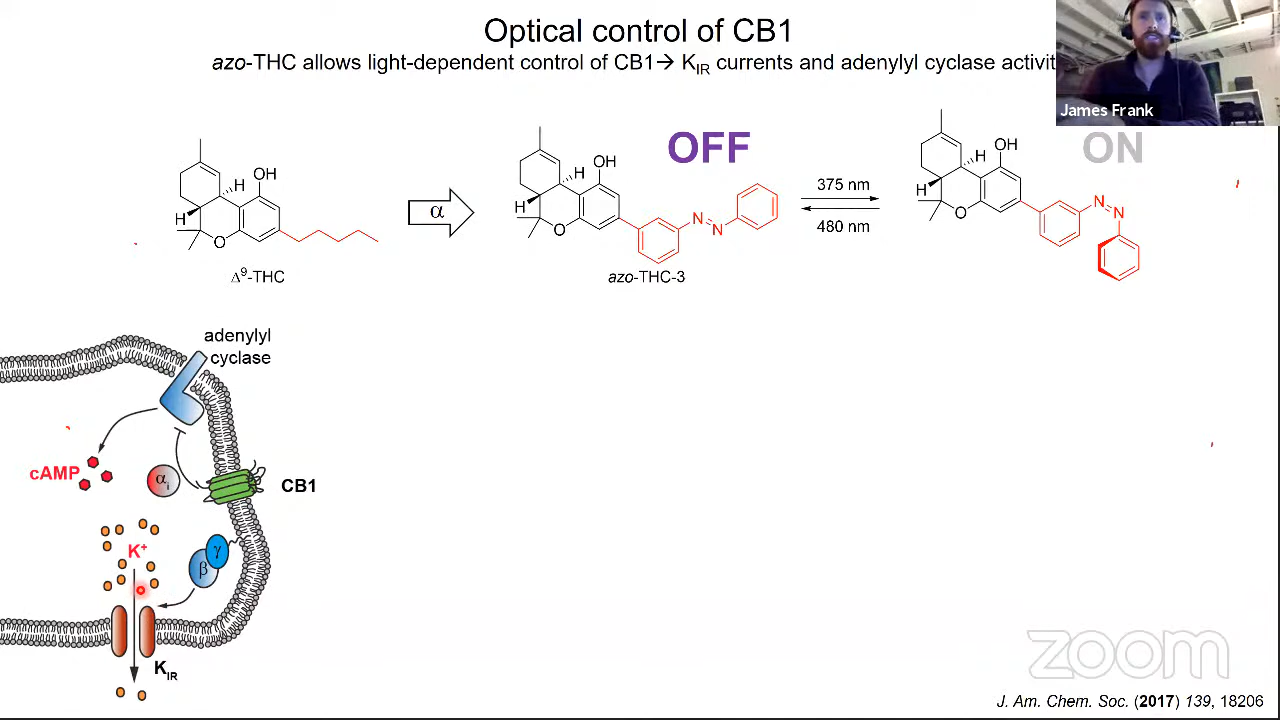 Optical control of CB1
azo-THC allows light-dependent control of CB1→ KIR currents and adenylyl cyclase activit
James Frank
OFF
ON
OH
H
H
O
Δ9-THC
α
OH
H
H
O
N
N
azo-THC-3
375 nm
480 nm
OH
H
H
O
N
N
adenylyl
cyclase
cAMP
αi
CB1
K+
γ
β
KIR
zoom
J. Am. Chem. Soc. (2017) 139, 18206